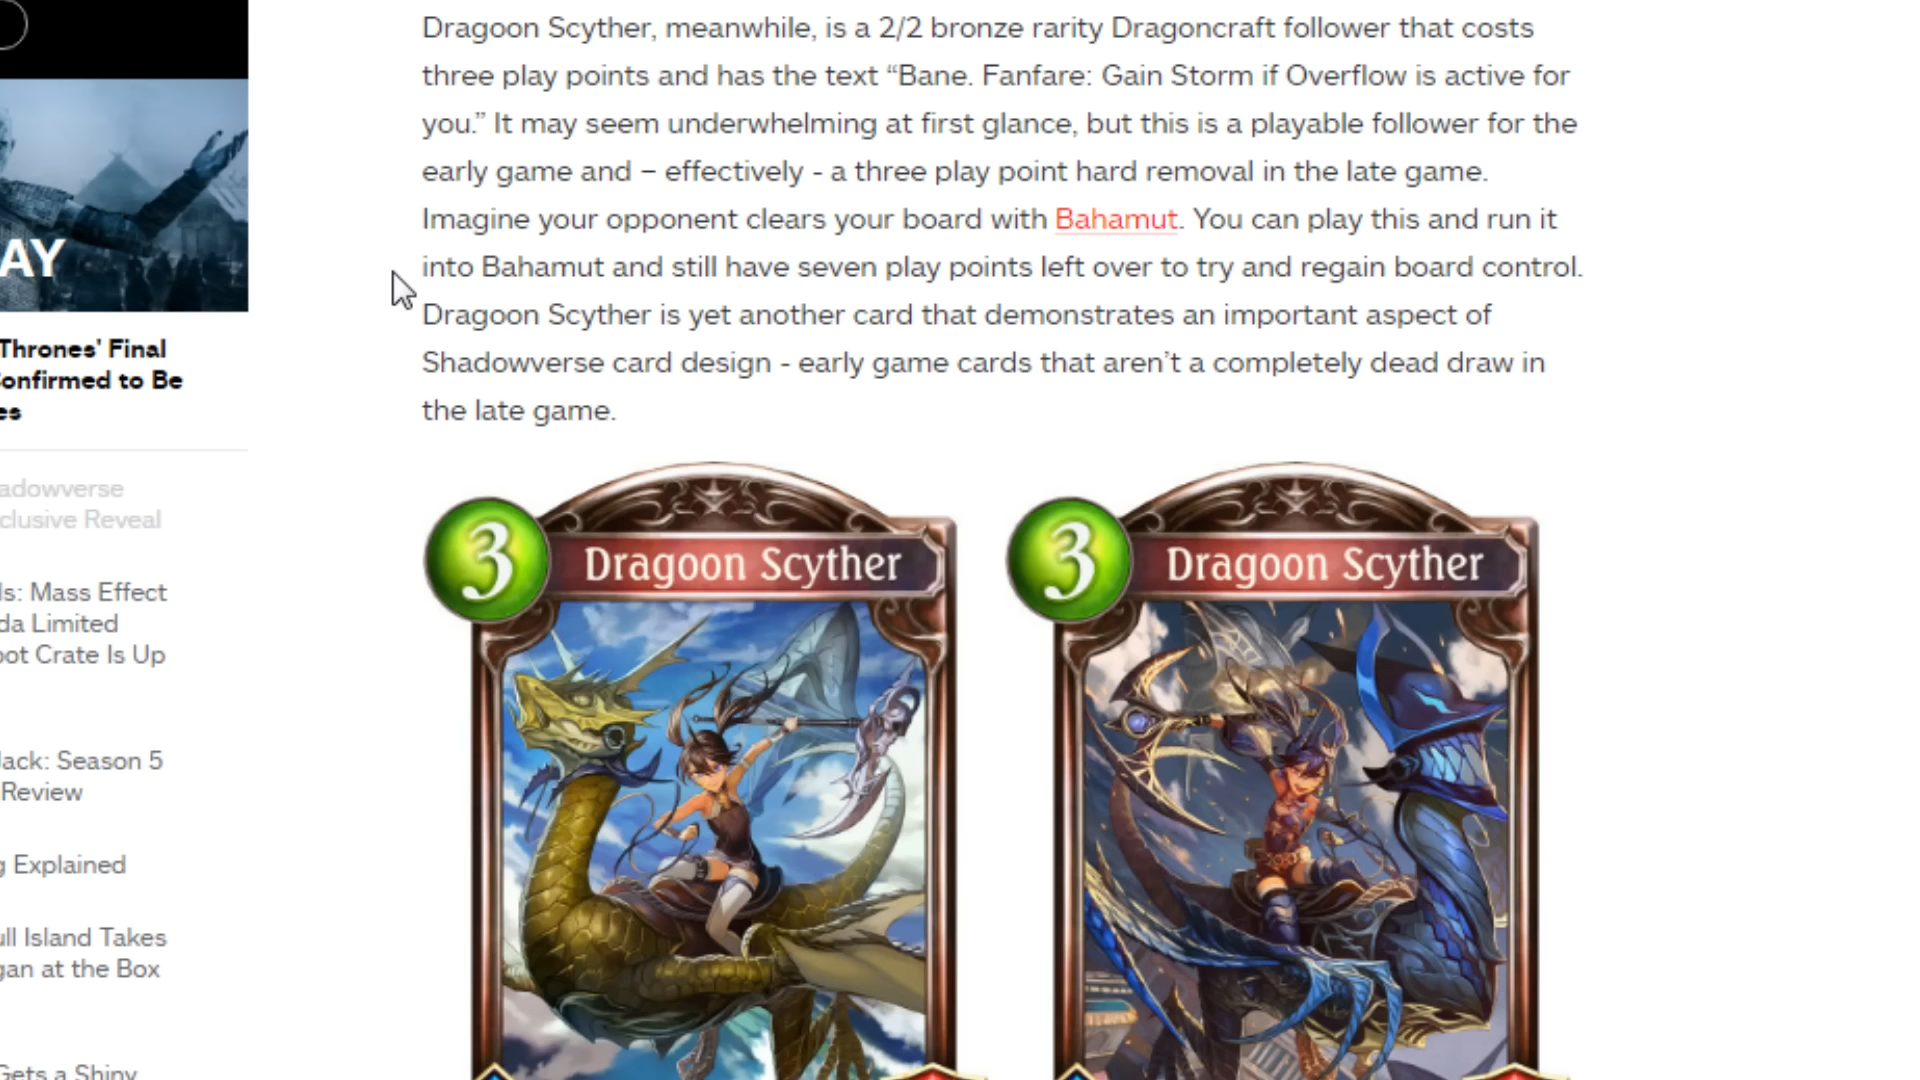 Dragoon Scyther, meanwhile, is a 2/2 bronze rarity Dragoncraft follower that costs
three play points and has the text “Bane. Fanfare: Gain Storm if Overflow is active for
you.” It may seem underwhelming at first glance, but this is a playable follower for the
early game and – effectively - a three play point hard removal in the late game.
Imagine your opponent clears your board with Bahamut. You can play this and run it
into Bahamut and still have seven play points left over to try and regain board control.
Dragoon Scyther is yet another card that demonstrates an important aspect of
Shadowverse card design - early game cards that aren’t a completely dead draw in
the late game.
AY
Thrones’ Final
onfirmed to Be
es
adowverse
clusive Reveal
ls: Mass Effect
da Limited
oot Crate Is Up
Jack: Season 5
Review
g Explained
ull Island Takes
gan at the Box
Gets a Shiny
3
Dragoon Scyther
3
Dragoon Scyther